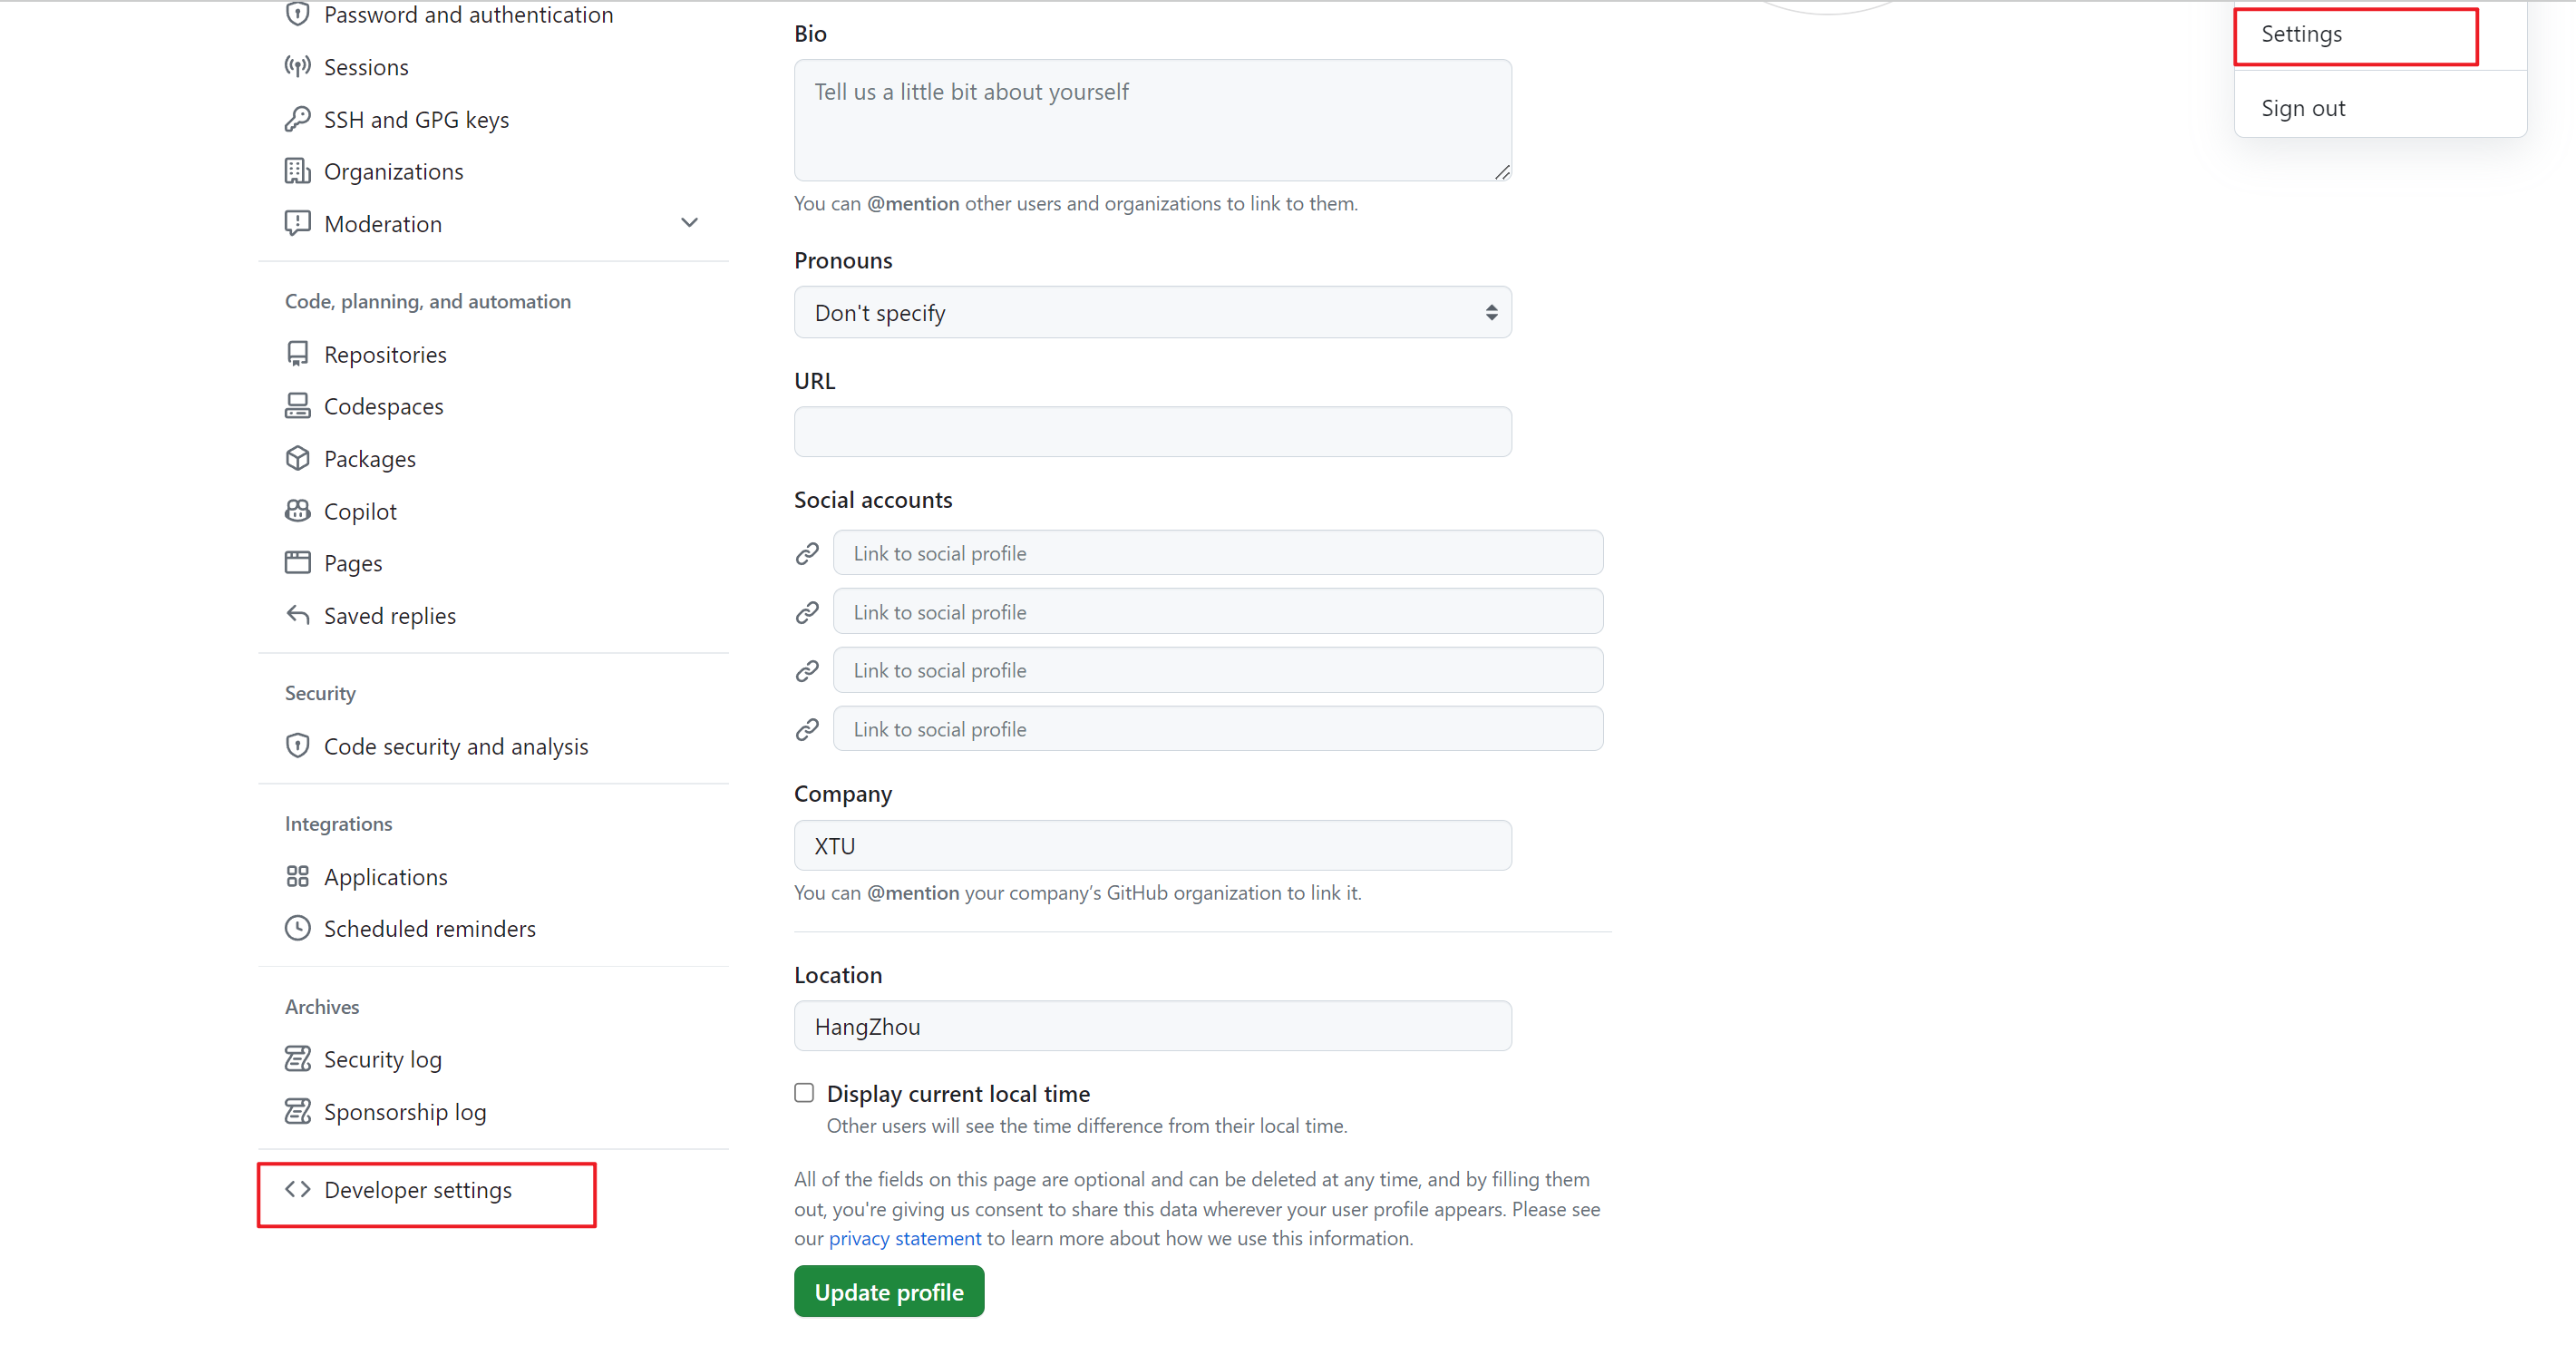 Password and authentication
Sessions
SSH and GPG keys
Organizations
Moderation
Code, planning, and automation
Repositories
Codespaces
Packages
Copilot
Pages
Saved replies
Security
Code security and analysis
Integrations
Applications
Scheduled reminders
Archives
Security log
Sponsorship log
Developer settings
Bio
Tell us a little bit about yourself
You can @mention other users and organizations to link to them.
Pronouns
Don't specify
URL
Social accounts
Link to social profile
Link to social profile
Link to social profile
Link to social profile
Company
XTU
You can @mention your company’s GitHub organization to link it.
Location
HangZhou
Display current local time
Other users will see the time difference from their local time.
All of the fields on this page are optional and can be deleted at any time, and by filling them
out, you're giving us consent to share this data wherever your user profile appears. Please see
our privacy statement to learn more about how we use this information.
Update profile
Settings
Sign out